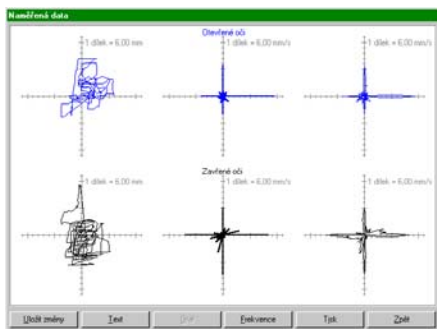 Naměřená data
Otevřené oči
1 dílek = 6,00 mm
1 dílek = 6,00 mm/s
1 dílek = 6,00 mm/s
Zavřené oči
1 dílek = 6,00 mm
1 dílek = 6,00 mm/s
1 dílek = 6,00 mm/s
Uložit změny
Text
Frekvence
Tisk
Zpět